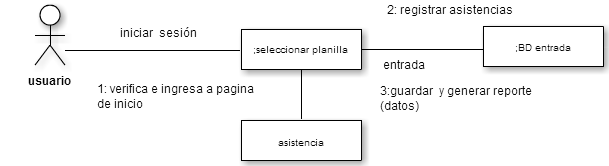 2: registrar asistencias
iniciar sesión
;seleccionar planilla
;BD entrada
entrada
usuario
1: verifica e ingresa a pagina
de inicio
3:guardar y generar reporte
(datos)
asistencia